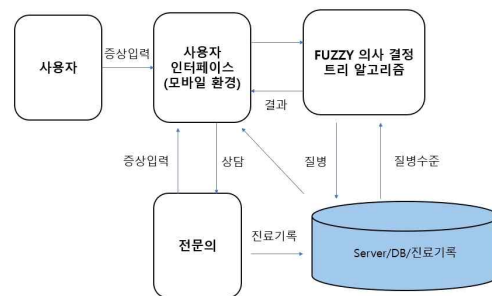 사용자
증상입력
사용자
인터페이스
(모바일 환경)
FUZZY 의사 결정
트리 알고리즘
결과
증상입력
상담
질병
질병수준
전문의
진료기록
Server/DB/진료기록